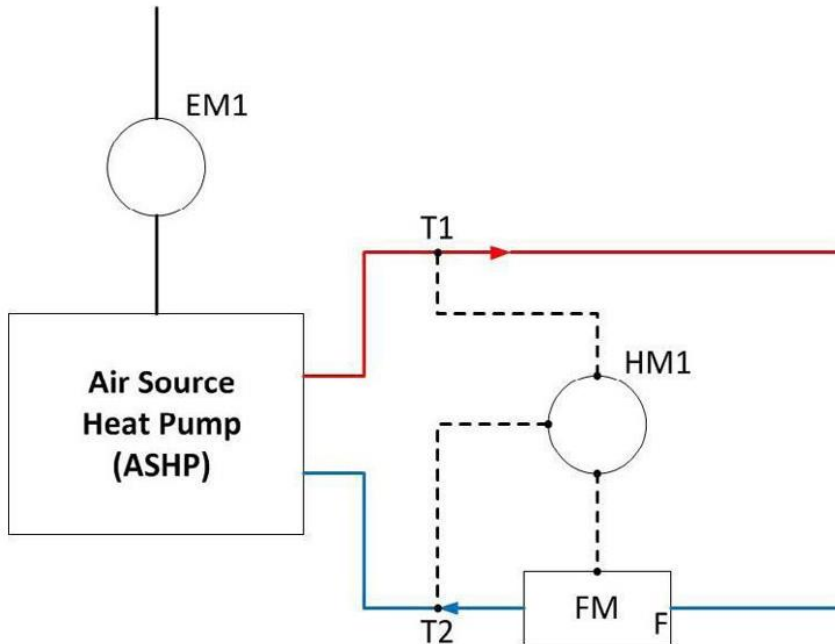 EM1
T1
HM1
Air Source
Heat Pump
(ASHP)
FM
F
T2